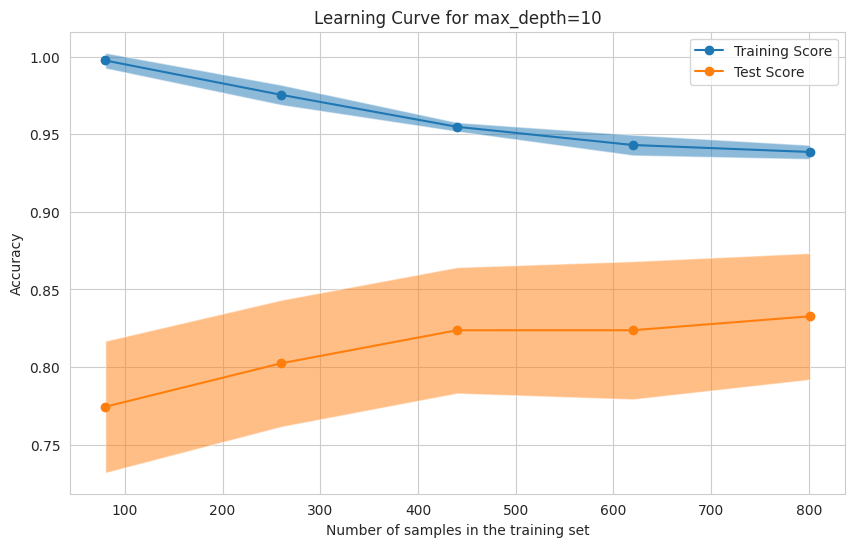 Learning Curve for max_depth=10
Training Score
Test Score
1.00
0.95
0.90
0.85
0.80
0.75
Accuracy
100 200 300 400 500 600 700 800
Number of samples in the training set